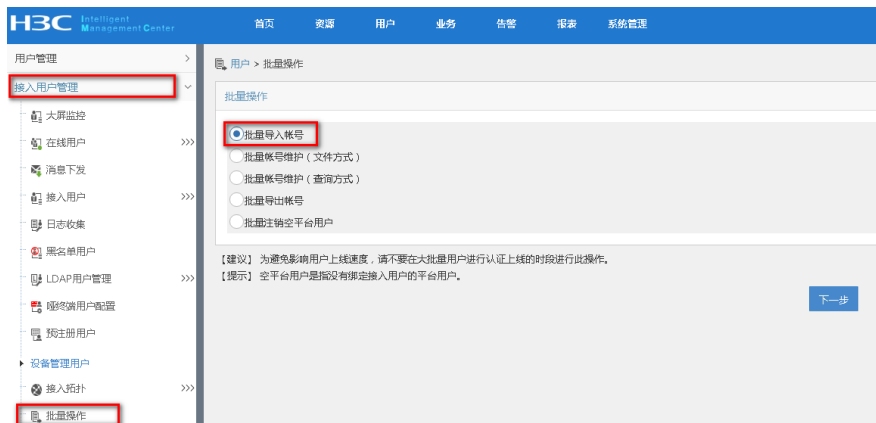 H3C Intelligent
Management Center
首页 资源 用户 业务 告警 报表 系统管理
用户管理
接入用户管理
大屏监控
在线用户 >>>
消息下发
接入用户 >>>
日志收集
黑名单用户
LDAP用户管理 >>>
哑终端用户配置
预注册用户
设备管理用户
接入拓扑 >>>
批量操作
用户 > 批量操作
批量操作
批量导入帐号
批量帐号维护（文件方式）
批量帐号维护（查询方式）
批量导出帐号
批量注销空平台用户
【建议】 为避免影响用户上线速度，请不要在大批量用户进行认证上线的时段进行此操作。
【提示】 空平台用户是指没有绑定接入用户的平台用户。
下一步